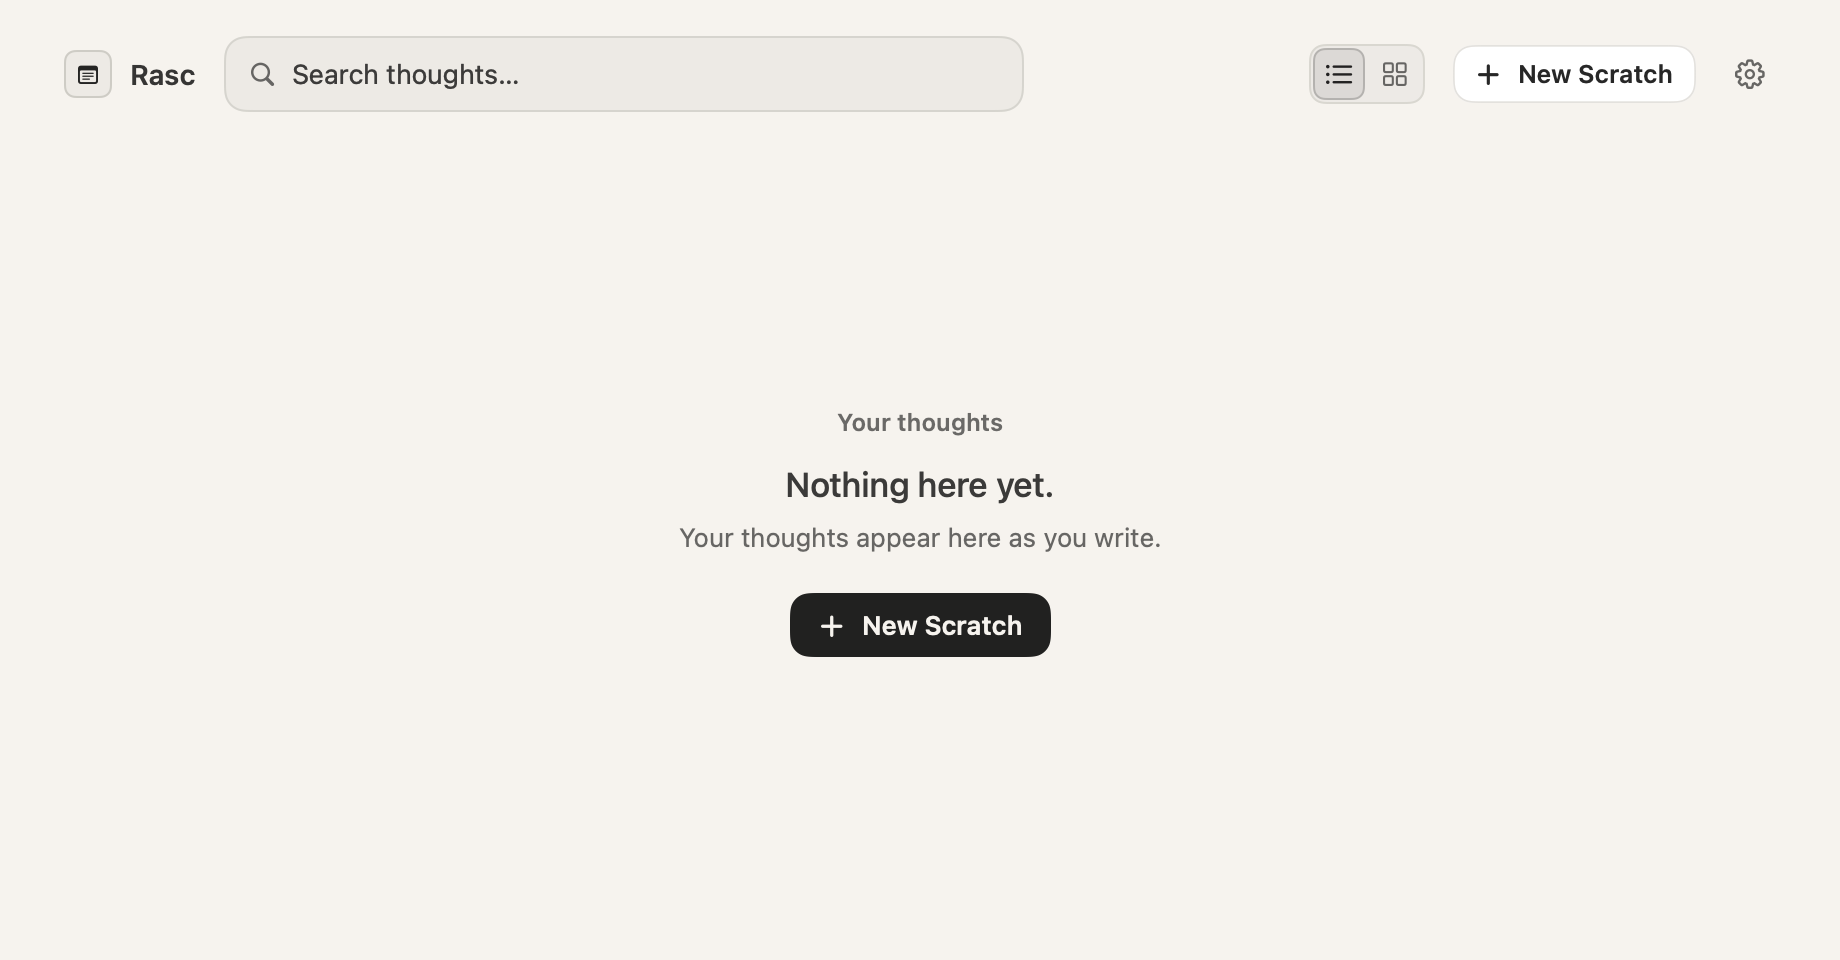 Rasc
Search thoughts...
New Scratch
Your thoughts
Nothing here yet.
Your thoughts appear here as you write.
New Scratch